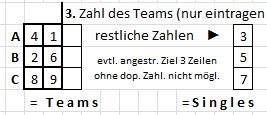 3. Zahl des Teams (nur eintragen
A 4 1 restliche Zahlen ► 3
B 2 6 evtl. angestr. Ziel 3 Zeilen 5
C 8 9 ohne dop. Zahl. nicht mögl. 7
= Teams =Singles